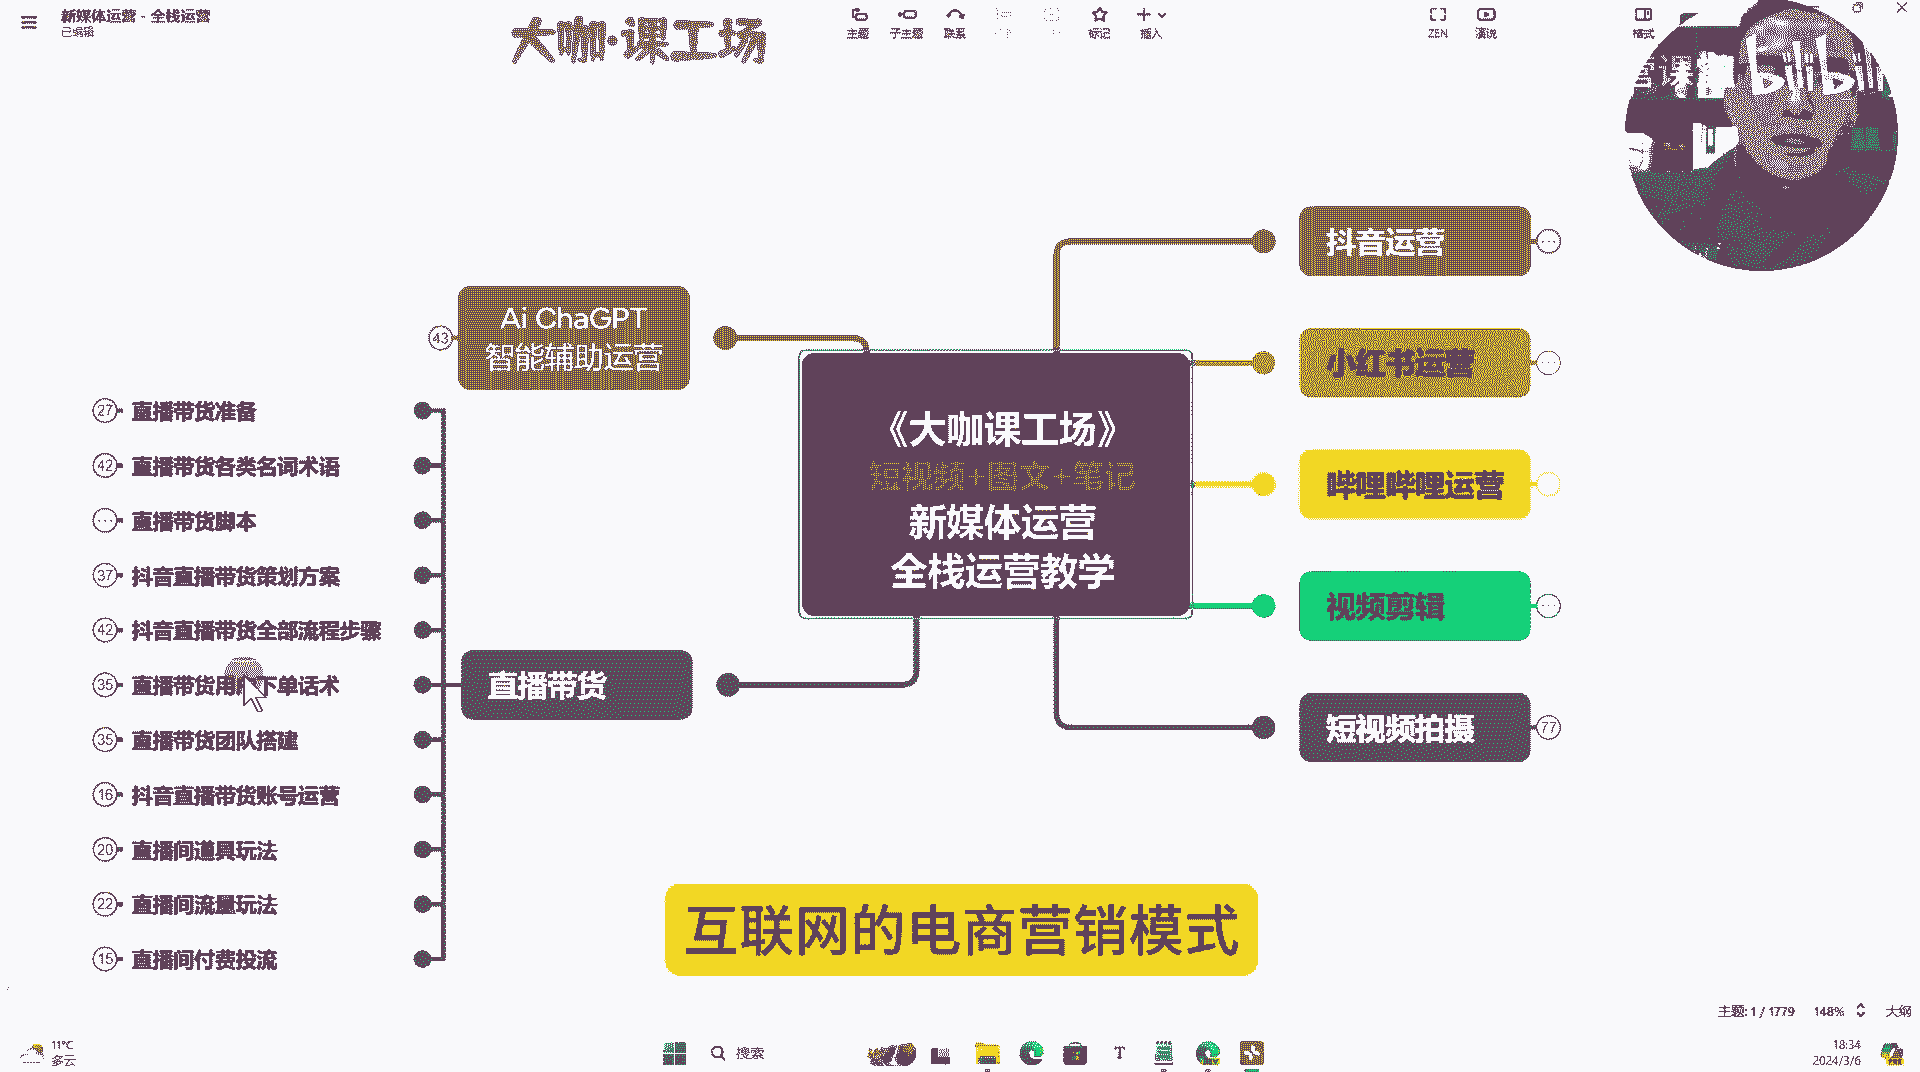 新媒体运营 - 全栈运营
已编辑
大咖·课工场
主题
子主题
联系
标记
插入
ZEN
演说
格式
营课
bilibili
抖音运营
Ai ChaGPT
智能辅助运营
43
小红书运营
《大咖课工场》
短视频+图文+笔记
新媒体运营
全栈运营教学
哔哩哔哩运营
视频剪辑
短视频拍摄
77
直播带货
27 直播带货准备
42 直播带货各类名词术语
直播带货脚本
37 抖音直播带货策划方案
42 抖音直播带货全部流程步骤
35 直播带货用户下单话术
35 直播带货团队搭建
16 抖音直播带货账号运营
20 直播间道具玩法
22 直播间流量玩法
15 直播间付费投流
互联网的电商营销模式
主题: 1 / 1779
148%
大纲
11°C
多云
搜索
18:34
2024/3/6